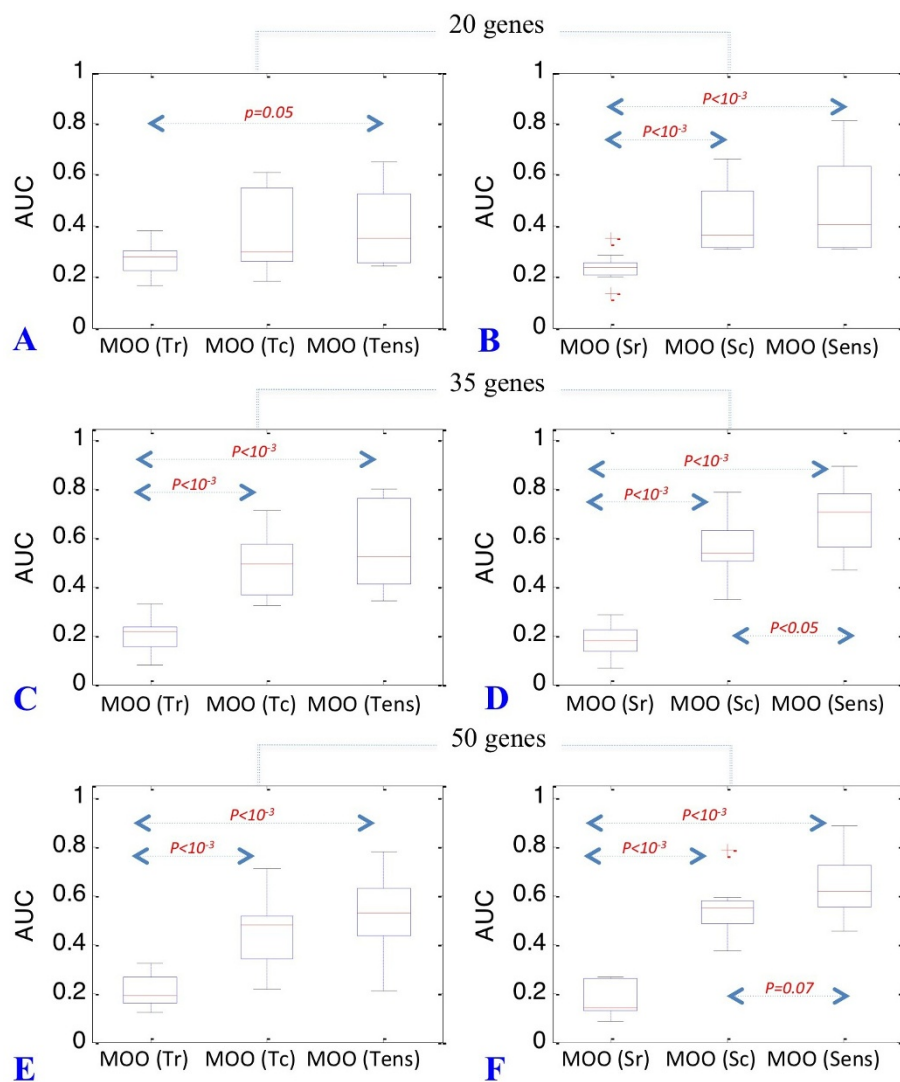 20 genes
1
0.8
0.6
0.4
0.2
0
AUC
p=0.05
MOO (Tr) MOO (Tc) MOO (Tens)
A
1
0.8
0.6
0.4
0.2
0
AUC
P<10-3
P<10-3
MOO (Sr) MOO (Sc) MOO (Sens)
B
35 genes
1
0.8
0.6
0.4
0.2
0
AUC
P<10-3
P<10-3
MOO (Tr) MOO (Tc) MOO (Tens)
C
1
0.8
0.6
0.4
0.2
0
AUC
P<10-3
P<10-3
P<0.05
MOO (Sr) MOO (Sc) MOO (Sens)
D
50 genes
1
0.8
0.6
0.4
0.2
0
AUC
P<10-3
P<10-3
MOO (Tr) MOO (Tc) MOO (Tens)
E
1
0.8
0.6
0.4
0.2
0
AUC
P<10-3
P<10-3
P=0.07
MOO (Sr) MOO (Sc) MOO (Sens)
F